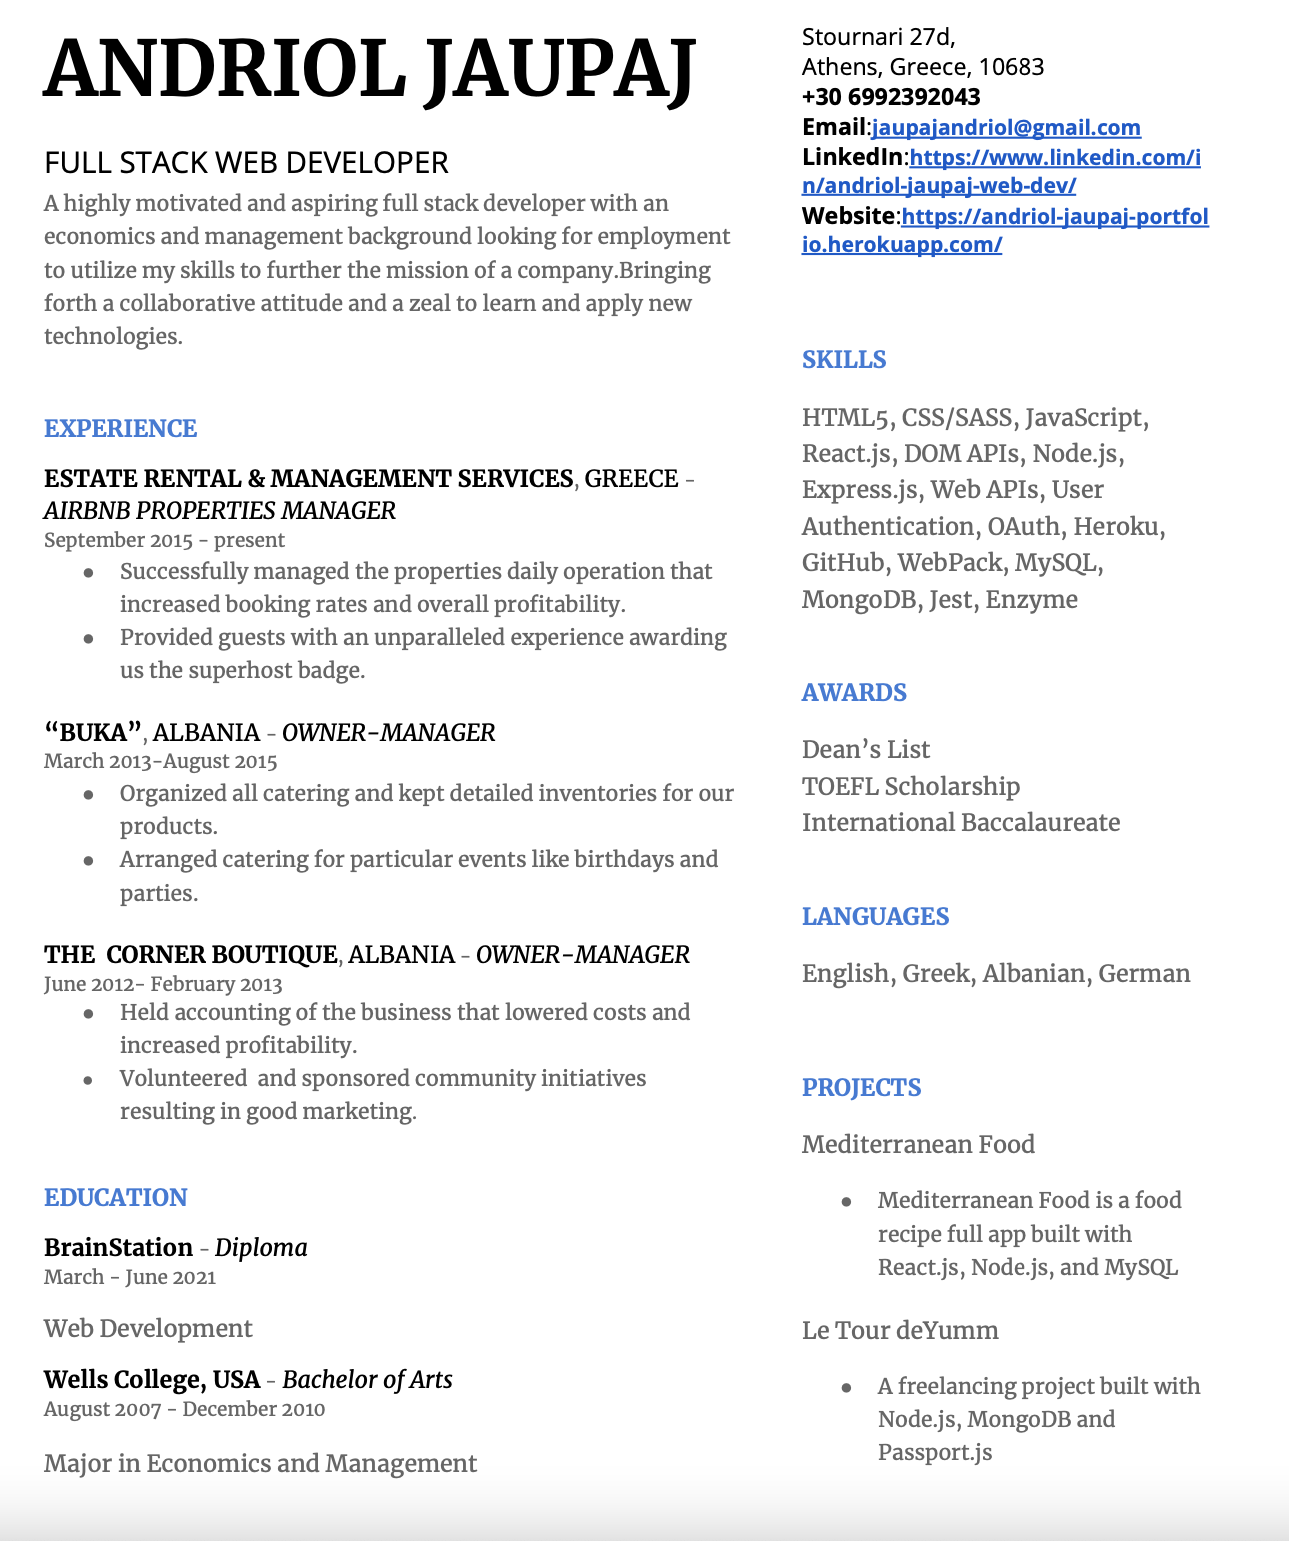 ANDRIOL JAUPAJ
FULL STACK WEB DEVELOPER
A highly motivated and aspiring full stack developer with an
economics and management background looking for employment
to utilize my skills to further the mission of a company.Bringing
forth a collaborative attitude and a zeal to learn and apply new
technologies.
EXPERIENCE
ESTATE RENTAL & MANAGEMENT SERVICES, GREECE -
AIRBNB PROPERTIES MANAGER
September 2015 - present
● Successfully managed the properties daily operation that
increased booking rates and overall profitability.
● Provided guests with an unparalleled experience awarding
us the superhost badge.
“BUKA”, ALBANIA - OWNER-MANAGER
March 2013-August 2015
● Organized all catering and kept detailed inventories for our
products.
● Arranged catering for particular events like birthdays and
parties.
THE  CORNER BOUTIQUE, ALBANIA - OWNER-MANAGER
June 2012- February 2013
● Held accounting of the business that lowered costs and
increased profitability.
● Volunteered  and sponsored community initiatives
resulting in good marketing.
EDUCATION
BrainStation - Diploma
March - June 2021
Web Development
Wells College, USA - Bachelor of Arts
August 2007 - December 2010
Major in Economics and Management
Stournari 27d,
Athens, Greece, 10683
+30 6992392043
Email:jaupajandriol@gmail.com
LinkedIn:https://www.linkedin.com/i
n/andriol-jaupaj-web-dev/
Website:https://andriol-jaupaj-portfol
io.herokuapp.com/
SKILLS
HTML5, CSS/SASS, JavaScript,
React.js, DOM APIs, Node.js,
Express.js, Web APIs, User
Authentication, OAuth, Heroku,
GitHub, WebPack, MySQL,
MongoDB, Jest, Enzyme
AWARDS
Dean’s List
TOEFL Scholarship
International Baccalaureate
LANGUAGES
English, Greek, Albanian, German
PROJECTS
Mediterranean Food
● Mediterranean Food is a food
recipe full app built with
React.js, Node.js, and MySQL
Le Tour deYumm
● A freelancing project built with
Node.js, MongoDB and
Passport.js